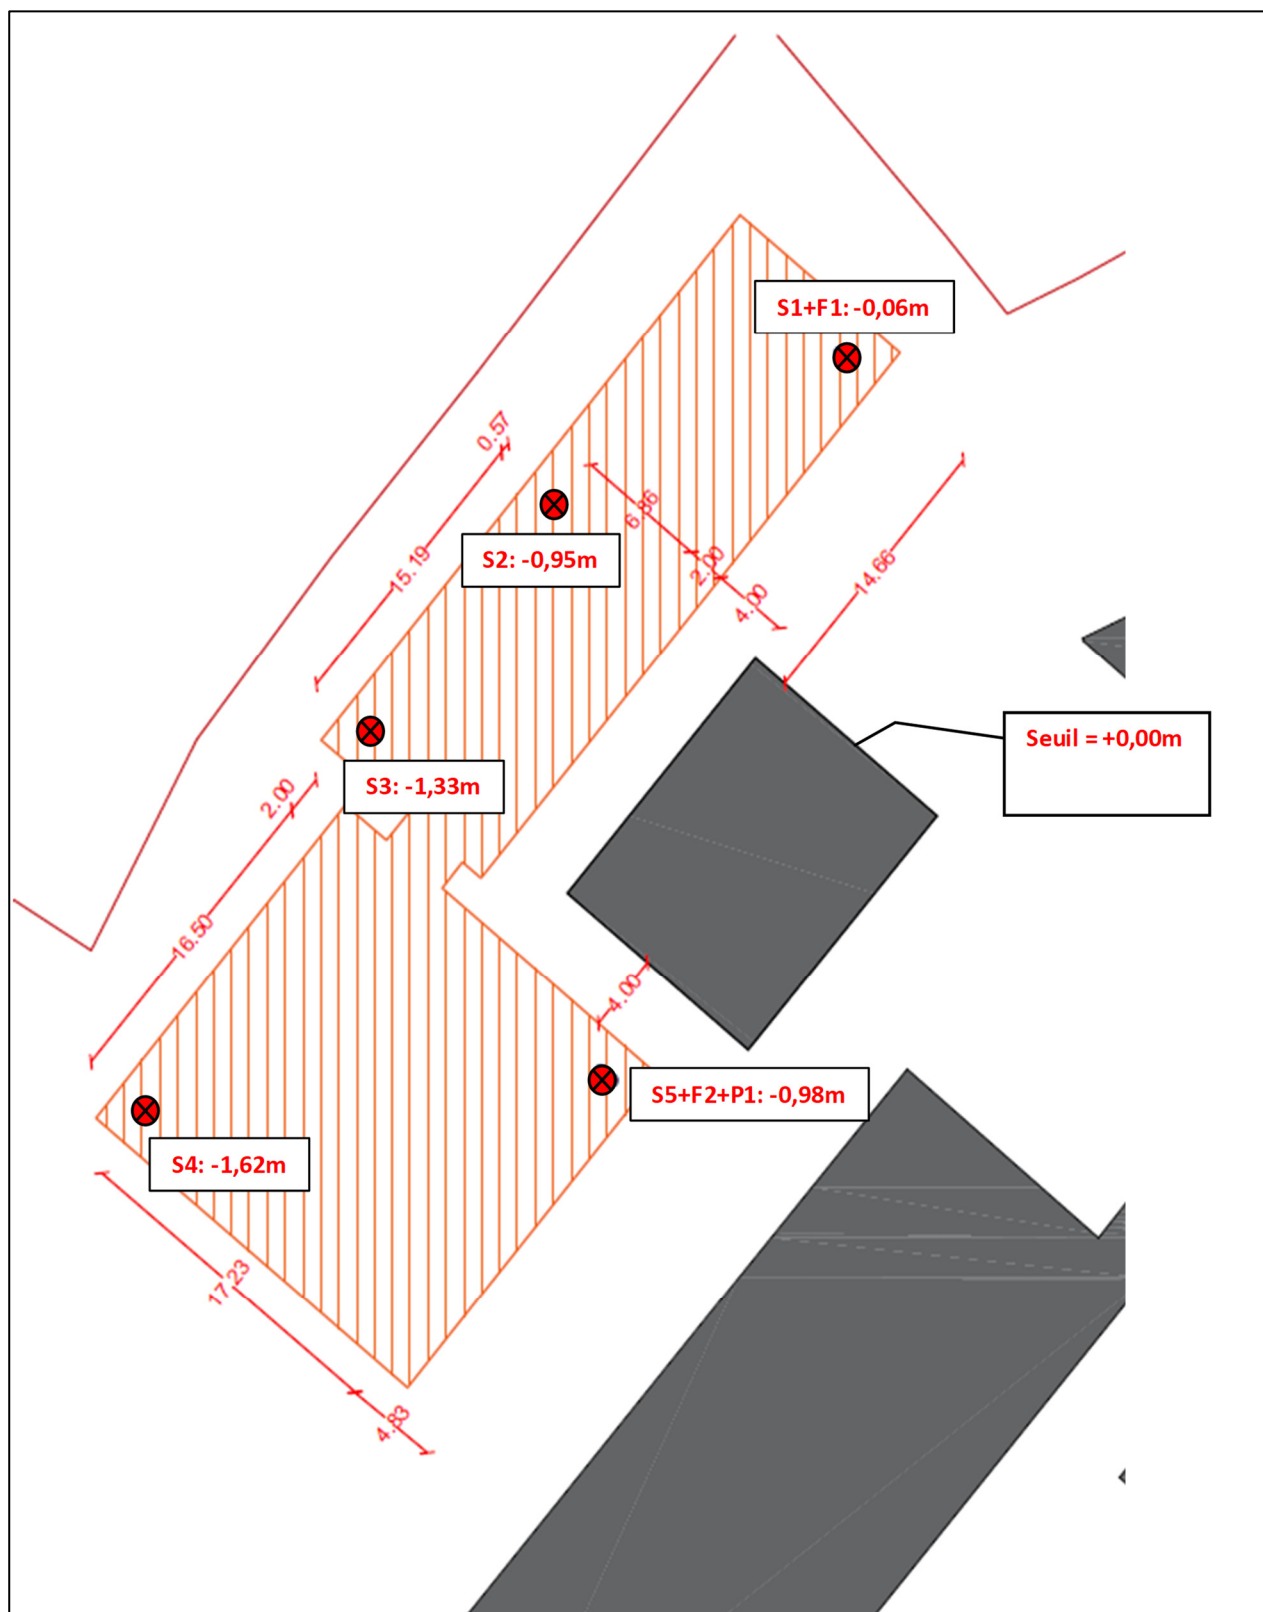 S1+F1: -0,06m
0.57
S2: -0,95m
6.86
15.19
2.00
14.66
4.00
Seuil = +0,00m
S3: -1,33m
2.00
16.50
4.00
S5+F2+P1: -0,98m
S4: -1,62m
17.23
4.83